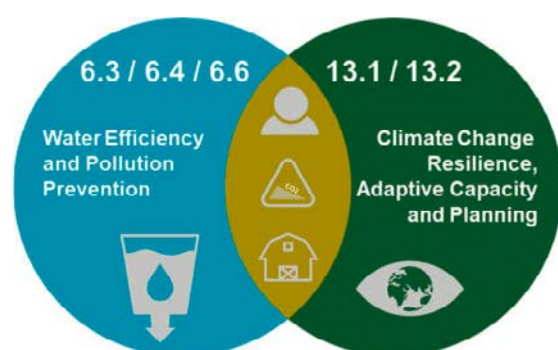 6.3 / 6.4 / 6.6
Water Efficiency
and Pollution
Prevention
CO2
13.1 / 13.2
Climate Change
Resilience,
Adaptive Capacity
and Planning